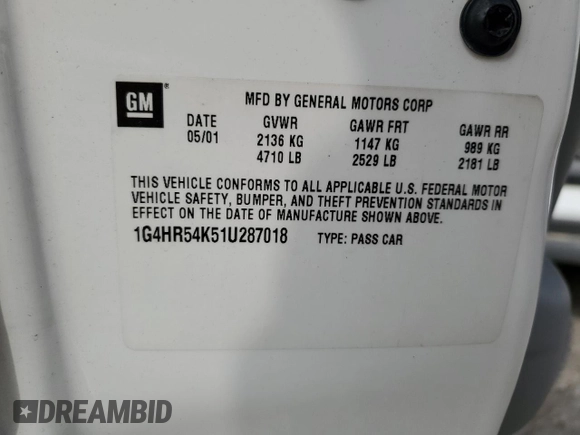 GM ®
MFD BY GENERAL MOTORS CORP
DATE GVWR GAWR FRT GAWR RR
05/01 2136 KG 1147 KG 989 KG
4710 LB 2529 LB 2181 LB
THIS VEHICLE CONFORMS TO ALL APPLICABLE U.S. FEDERAL MOTOR
VEHICLE SAFETY, BUMPER, AND THEFT PREVENTION STANDARDS IN
EFFECT ON THE DATE OF MANUFACTURE SHOWN ABOVE.
1G4HR54K51U287018 TYPE: PASS CAR
DREAMBID